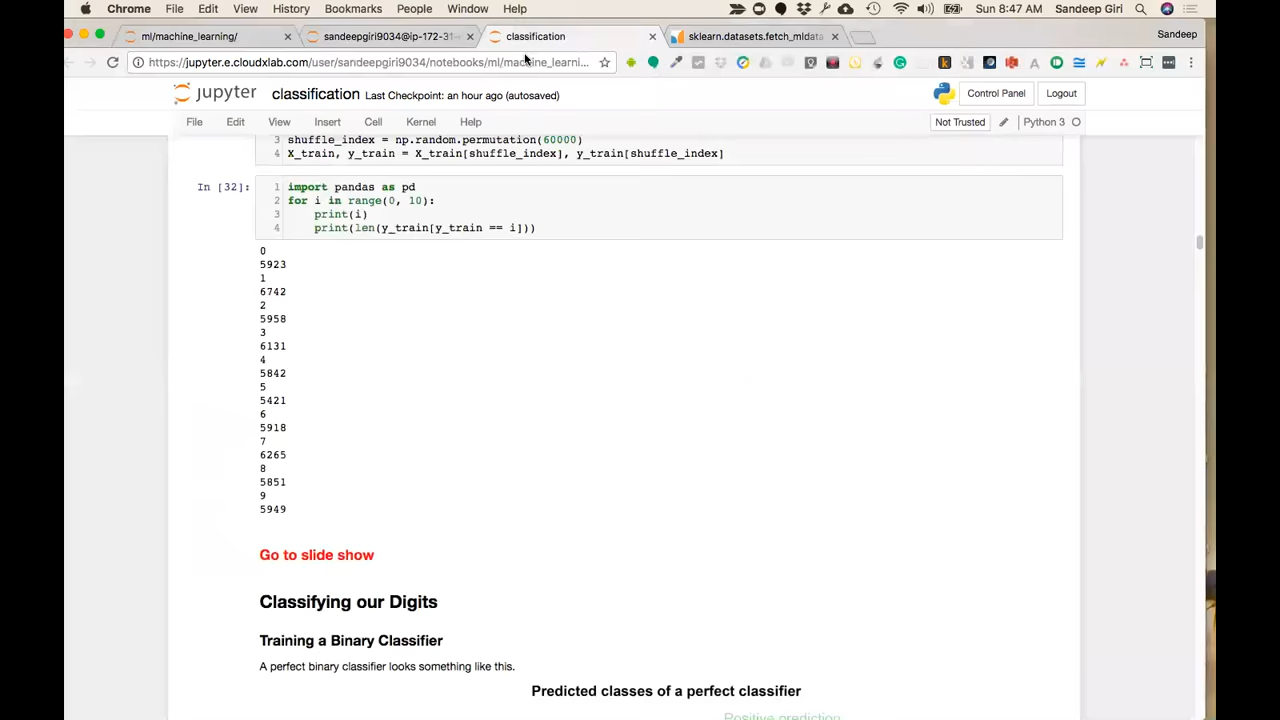 Chrome File Edit View History Bookmarks People Window Help Sun 8:47 AM Sandeep Giri
ml/machine_learning/ sandeepgiri9034@ip-172-31- classification sklearn.datasets.fetch_mldata Sandeep
https://jupyter.e.cloudxlab.com/user/sandeepgiri9034/notebooks/ml/machine_learni...
jupyter classification Last Checkpoint: an hour ago (autosaved) Control Panel Logout
File Edit View Insert Cell Kernel Help Not Trusted Python 3
3 shuffle_index = np.random.permutation(60000)
4 X_train, y_train = X_train[shuffle_index], y_train[shuffle_index]
In [32]: 1 import pandas as pd
2 for i in range(0, 10):
3 print(i)
4 print(len(y_train[y_train == i]))
0
5923
1
6742
2
5958
3
6131
4
5842
5
5421
6
5918
7
6265
8
5851
9
5949
Go to slide show
Classifying our Digits
Training a Binary Classifier
A perfect binary classifier looks something like this.
Predicted classes of a perfect classifier
Positive prediction